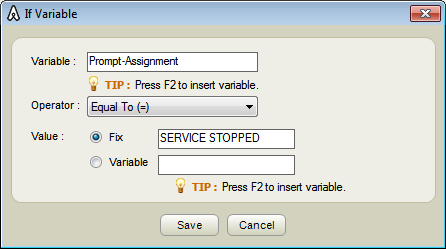 If Variable
Variable : Prompt-Assignment
TIP : Press F2 to insert variable.
Operator : Equal To (=)
Value : Fix SERVICE STOPPED
Variable
TIP : Press F2 to insert variable.
Save Cancel